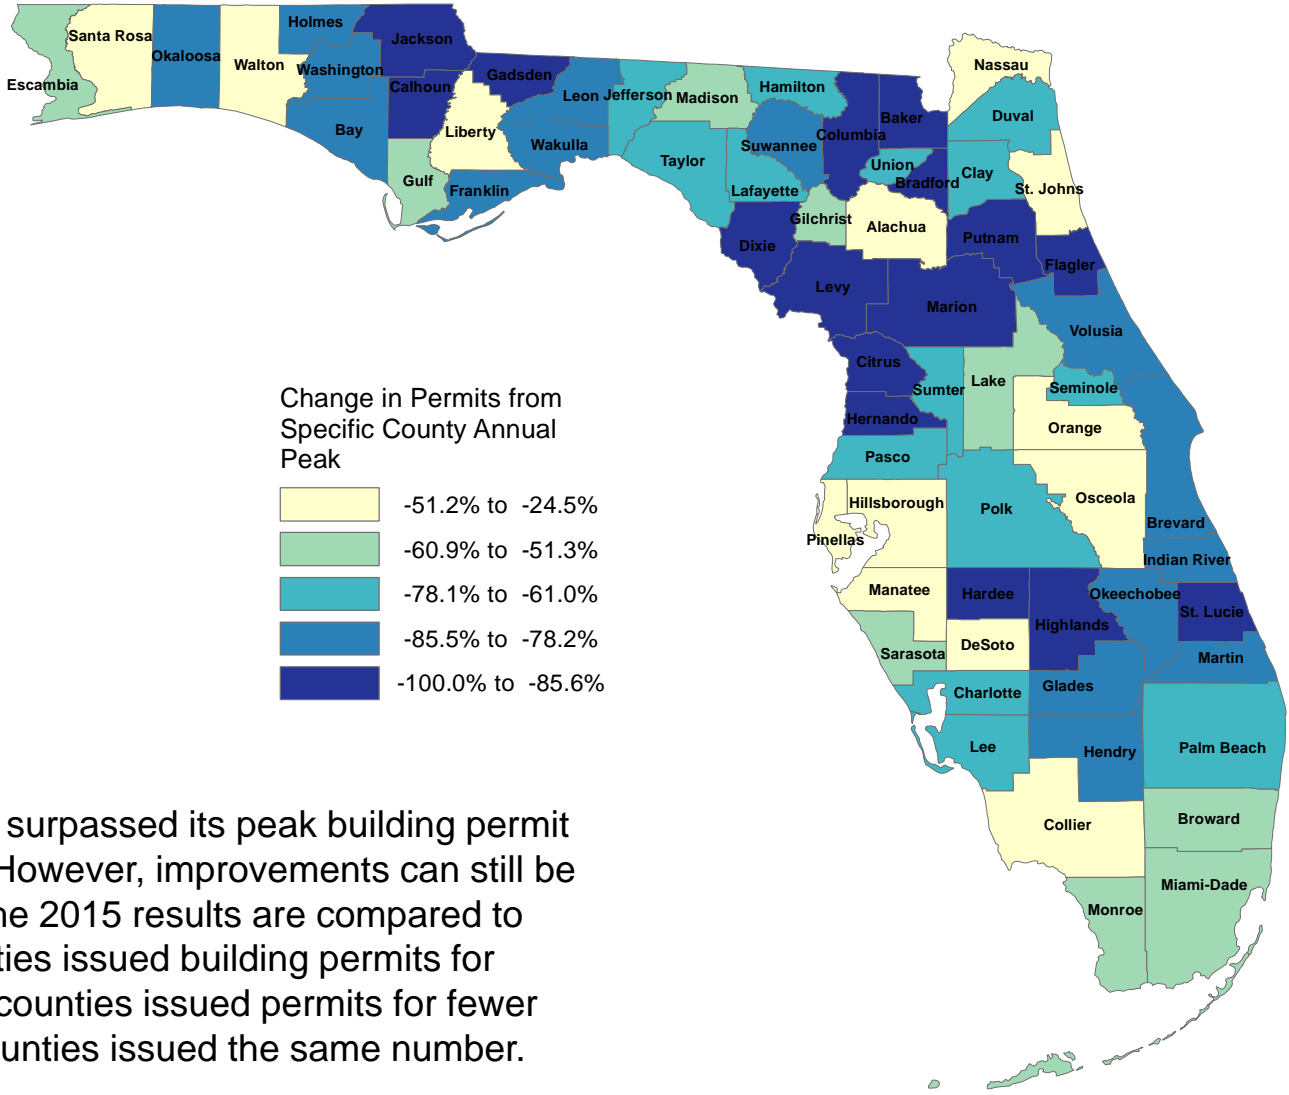 Holmes
Jackson
Santa Rosa
Okaloosa
Walton
Washington
Escambia
Calhoun
Gadsden
Leon
Jefferson
Madison
Hamilton
Nassau
Bay
Liberty
Wakulla
Taylor
Suwannee
Columbia
Baker
Duval
Gulf
Franklin
Lafayette
Union
Bradford
Clay
St. Johns
Gilchrist
Alachua
Dixie
Putnam
Flagler
Levy
Marion
Volusia
Citrus
Sumter
Lake
Seminole
Hernando
Orange
Pasco
Hillsborough
Polk
Osceola
Pinellas
Brevard
Indian River
Manatee
Hardee
Highlands
Okeechobee
St. Lucie
Sarasota
DeSoto
Martin
Charlotte
Glades
Lee
Hendry
Palm Beach
Collier
Broward
Miami-Dade
Monroe
Change in Permits from
Specific County Annual
Peak
-51.2% to -24.5%
-60.9% to -51.3%
-78.1% to -61.0%
-85.5% to -78.2%
-100.0% to -85.6%
surpassed its peak building permit
However, improvements can still be
ne 2015 results are compared to
ties issued building permits for
counties issued permits for fewer
unties issued the same number.